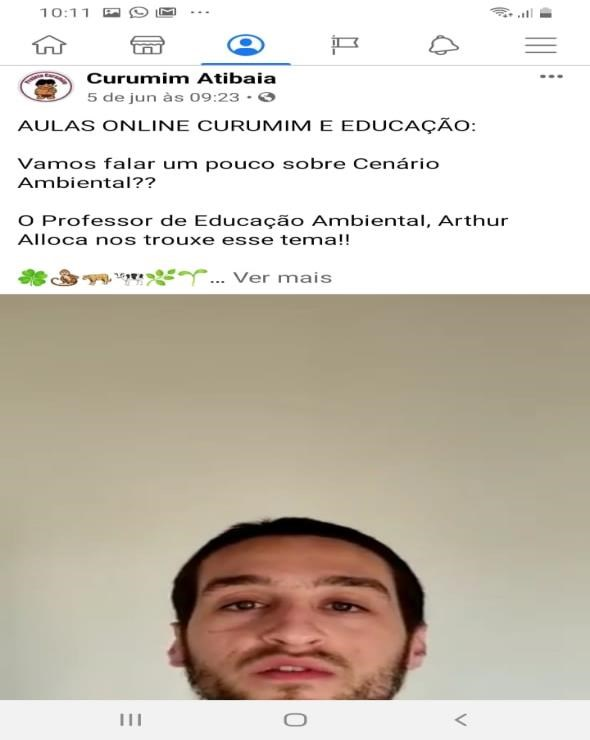 10:11
Curumim Atibaia
5 de jun às 09:23
AULAS ONLINE CURUMIM E EDUCAÇÃO:
Vamos falar um pouco sobre Cenário
Ambiental??
O Professor de Educação Ambiental, Arthur
Alloca nos trouxe esse tema!!
... Ver mais